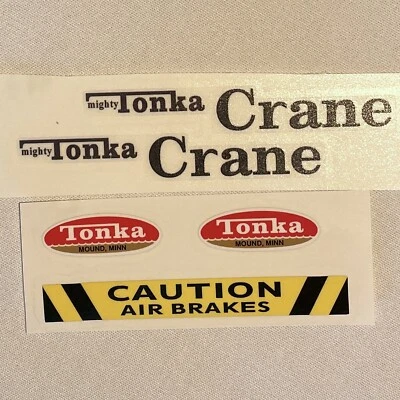 mighty Tonka Crane
mighty Tonka Crane
Tonka Tonka
MOUND, MINN MOUND, MINN
CAUTION
AIR BRAKES